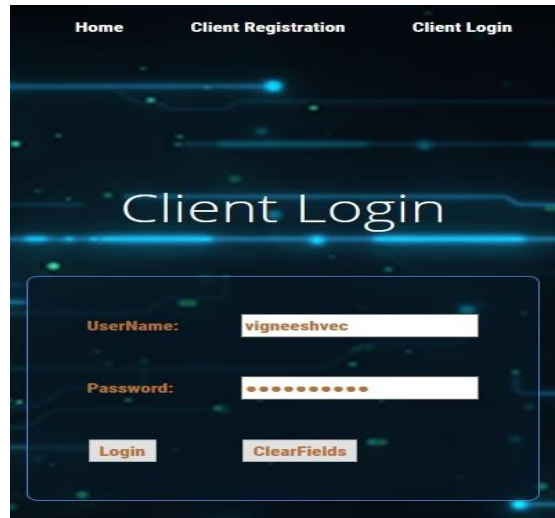 Home Client Registration Client Login
Client Login
UserName: vigneeshvec
Password: ●●●●●●●●●●
Login ClearFields